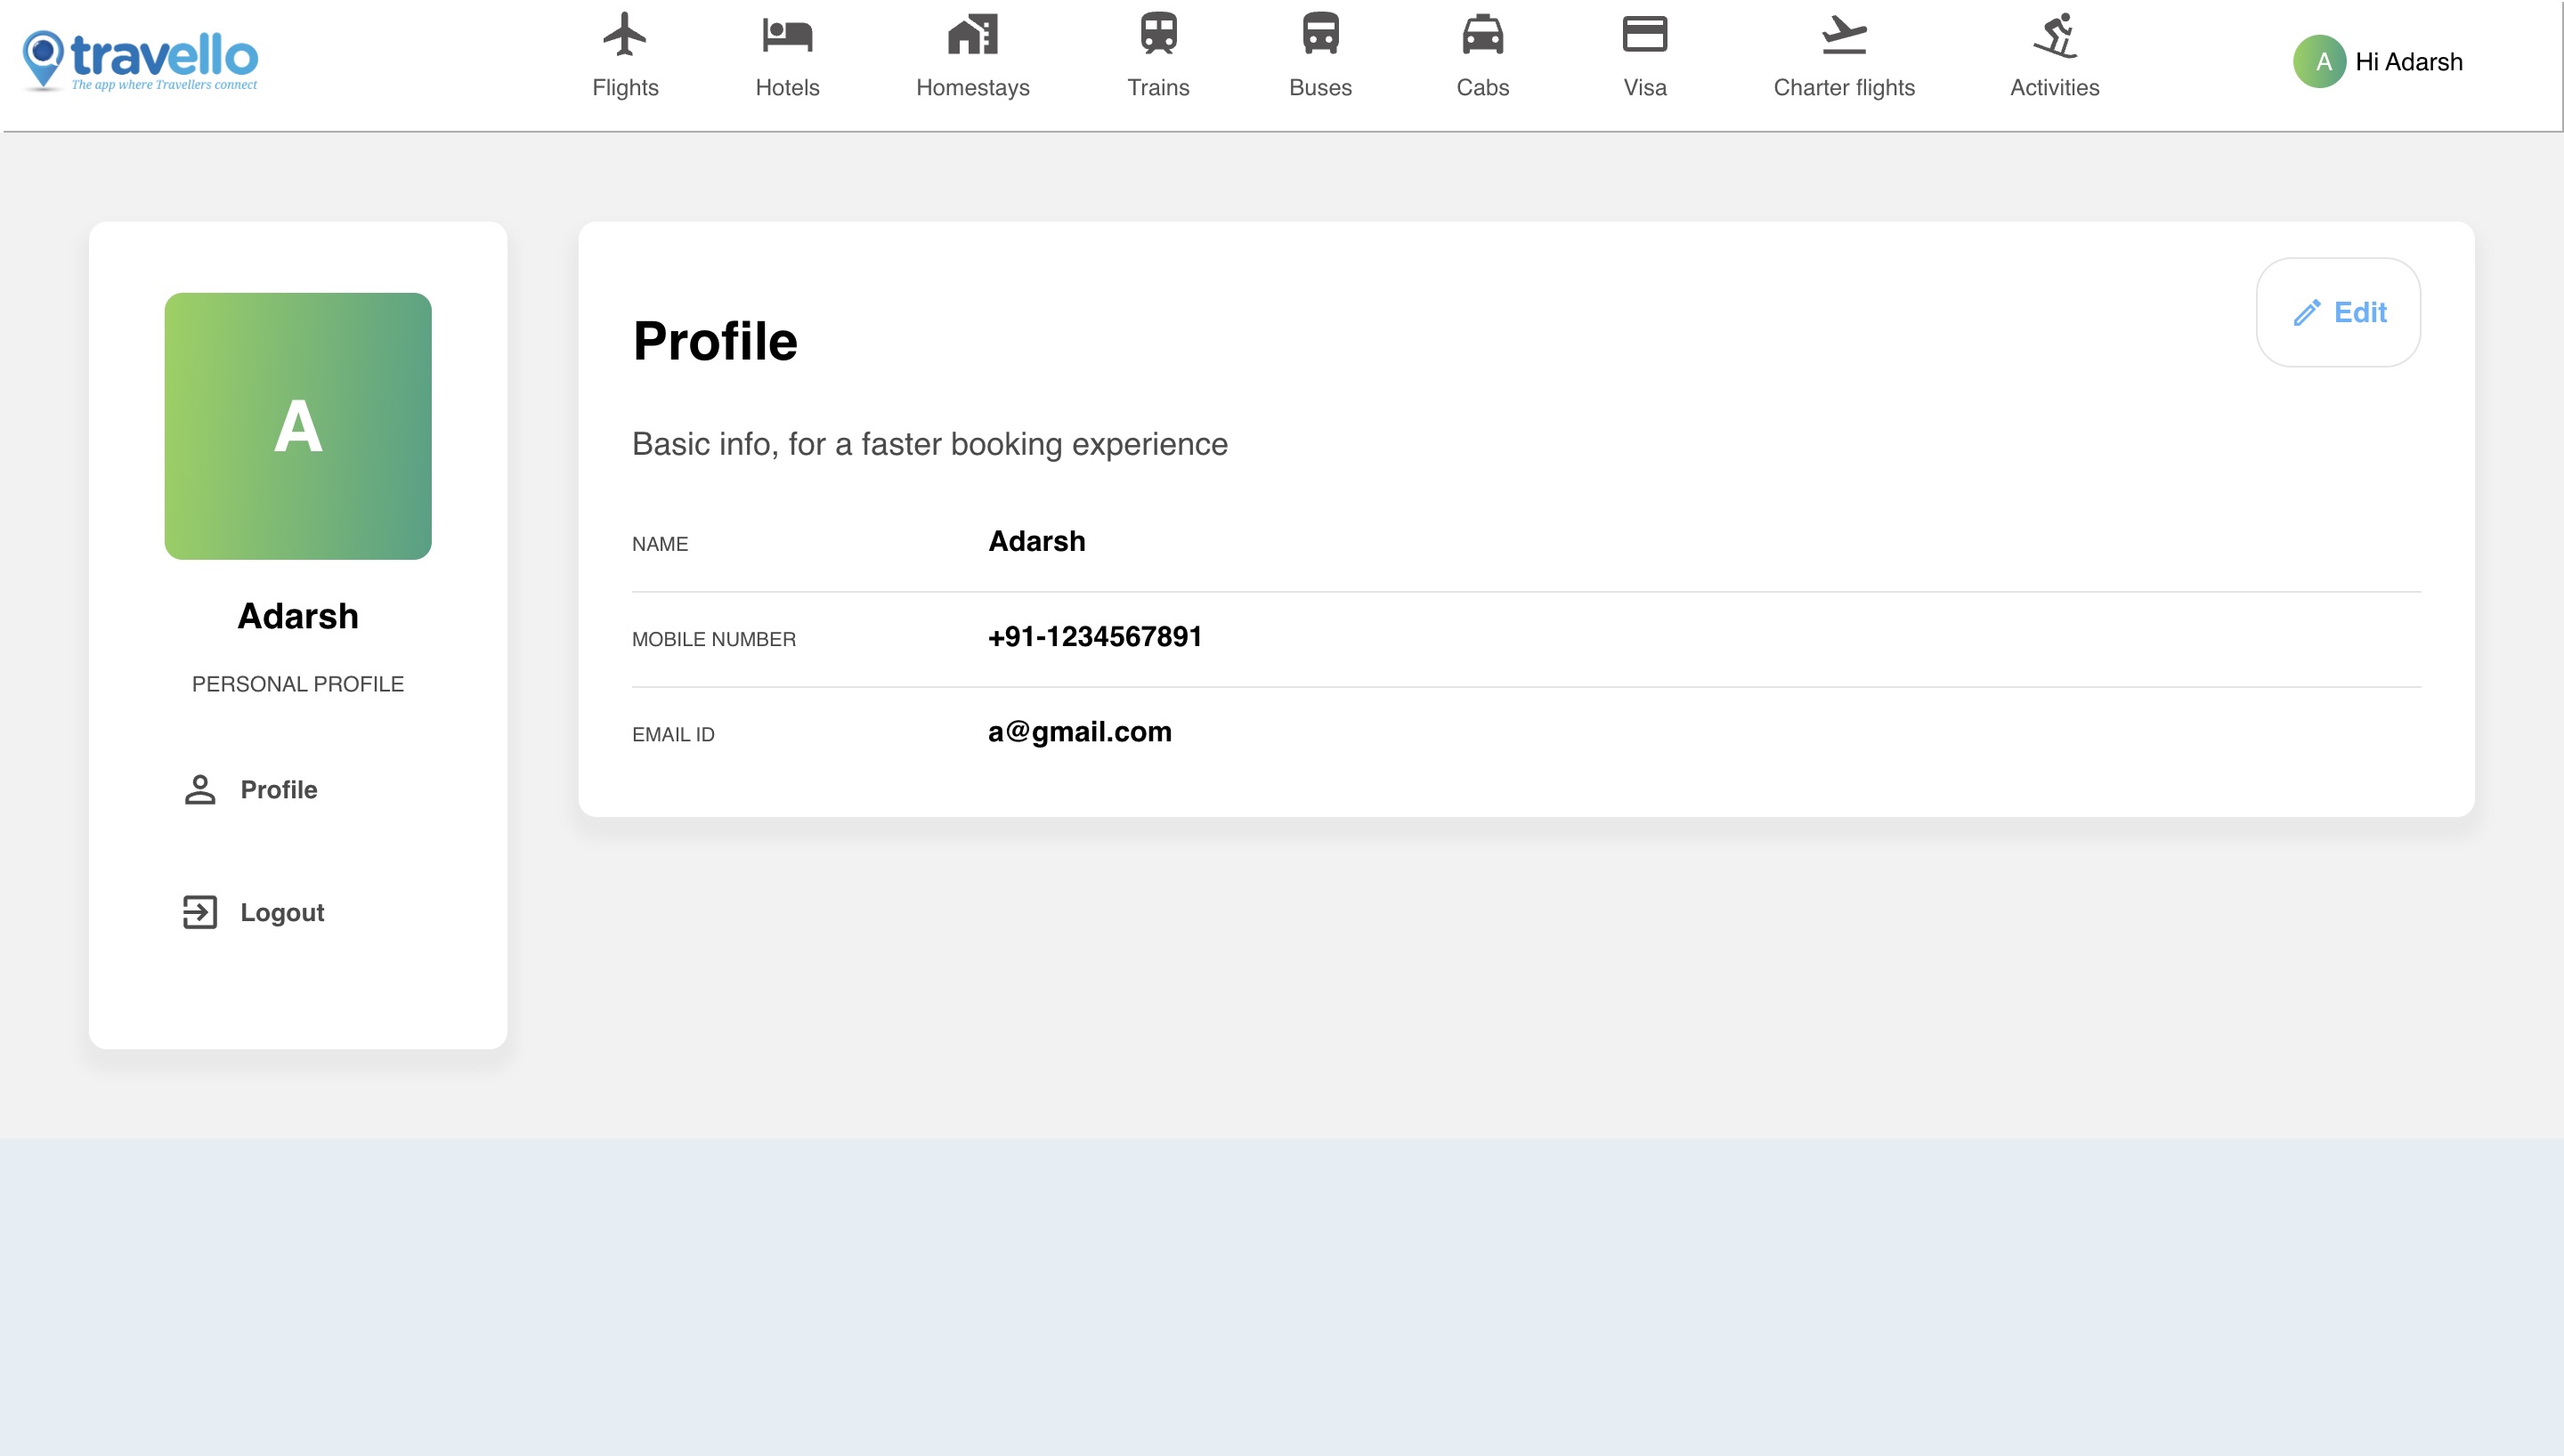 travello
The app where Travellers connect
Flights
Hotels
Homestays
Trains
Buses
Cabs
Visa
Charter flights
Activities
A Hi Adarsh
A
Adarsh
PERSONAL PROFILE
Profile
Logout
Profile
Edit
Basic info, for a faster booking experience
NAME Adarsh
MOBILE NUMBER +91-1234567891
EMAIL ID a@gmail.com